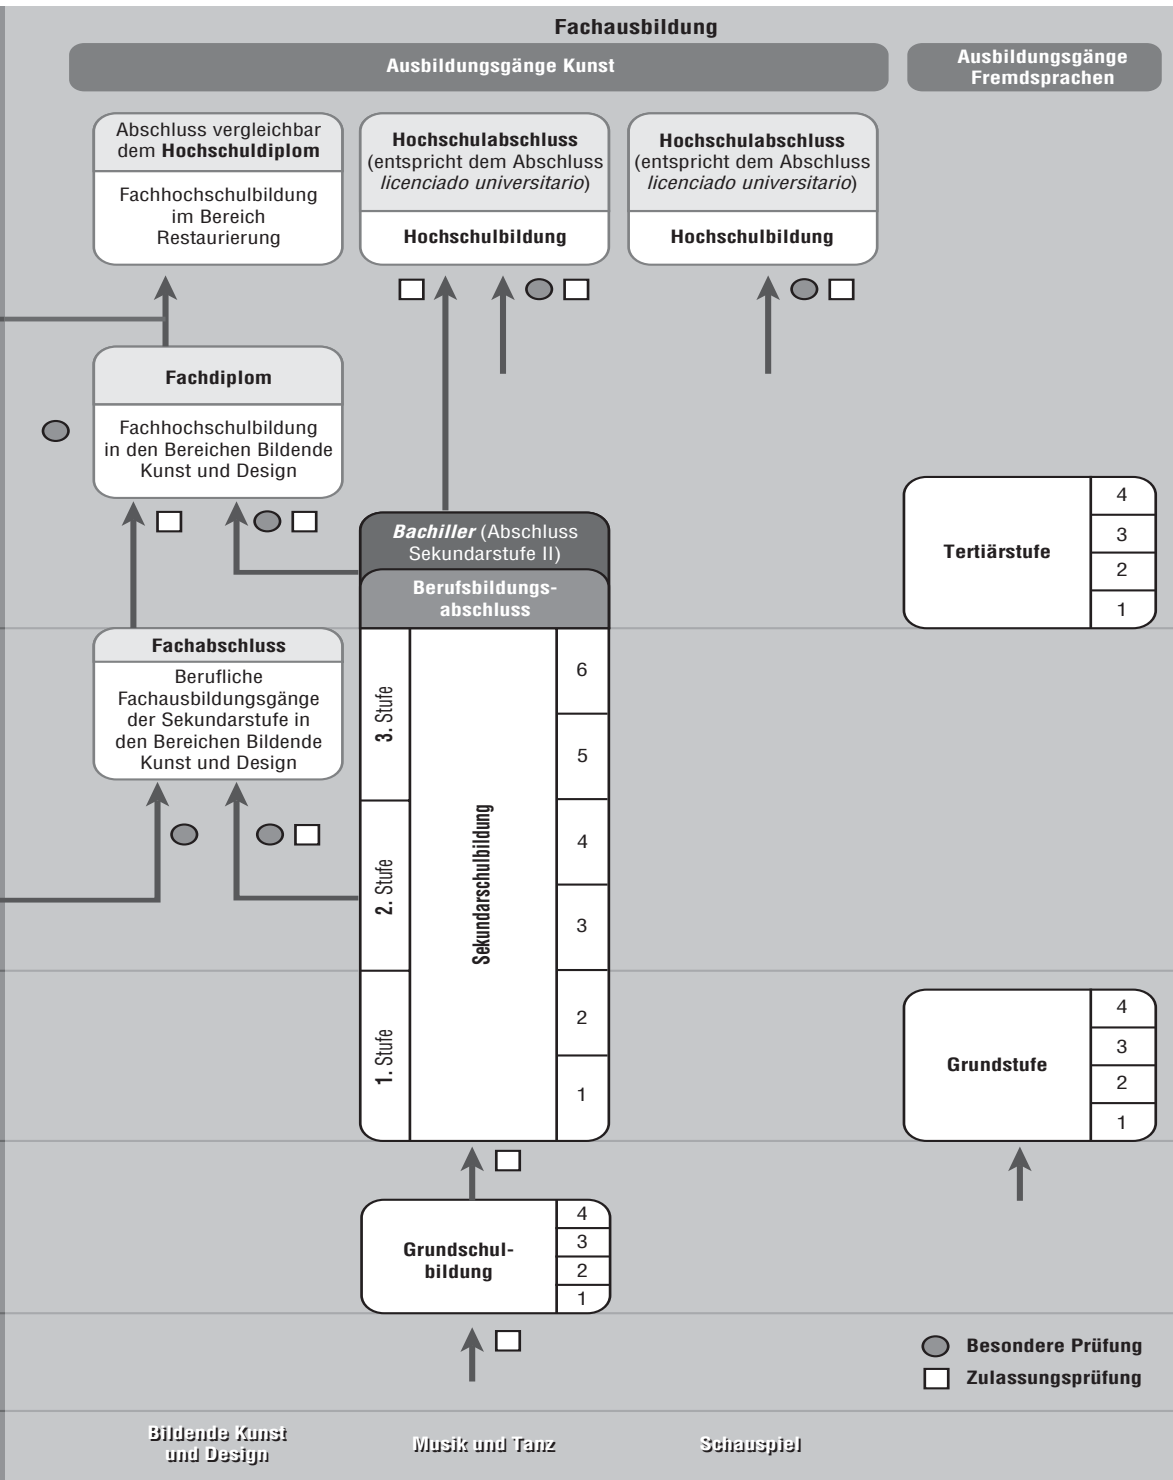 Fachausbildung
Ausbildungsgänge Kunst
Ausbildungsgänge
Fremdsprachen
Abschluss vergleichbar
dem Hochschuldiplom
Fachhochschulbildung
im Bereich
Restaurierung
Hochschulabschluss
(entspricht dem Abschluss
licenciado universitario)
Hochschulbildung
Hochschulabschluss
(entspricht dem Abschluss
licenciado universitario)
Hochschulbildung
Fachdiplom
Fachhochschulbildung
in den Bereichen Bildende
Kunst und Design
Bachiller (Abschluss
Sekundarstufe II)
Berufsbildungs-
abschluss
Tertiärstufe
4
3
2
1
Fachabschluss
Berufliche
Fachausbildungsgänge
der Sekundarstufe in
den Bereichen Bildende
Kunst und Design
3. Stufe
2. Stufe
1. Stufe
Sekundarschulbildung
6
5
4
3
2
1
Grundstufe
4
3
2
1
Grundschul-
bildung
4
3
2
1
Besondere Prüfung
Zulassungsprüfung
Bildende Kunst
und Design
Musik und Tanz
Schauspiel